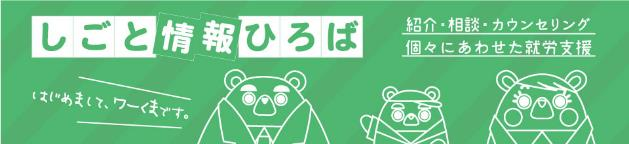 しごと情報ひろば
紹介・相談・カウンセリング
個々にあわせた就労支援
はじめまして、ワーくまです。